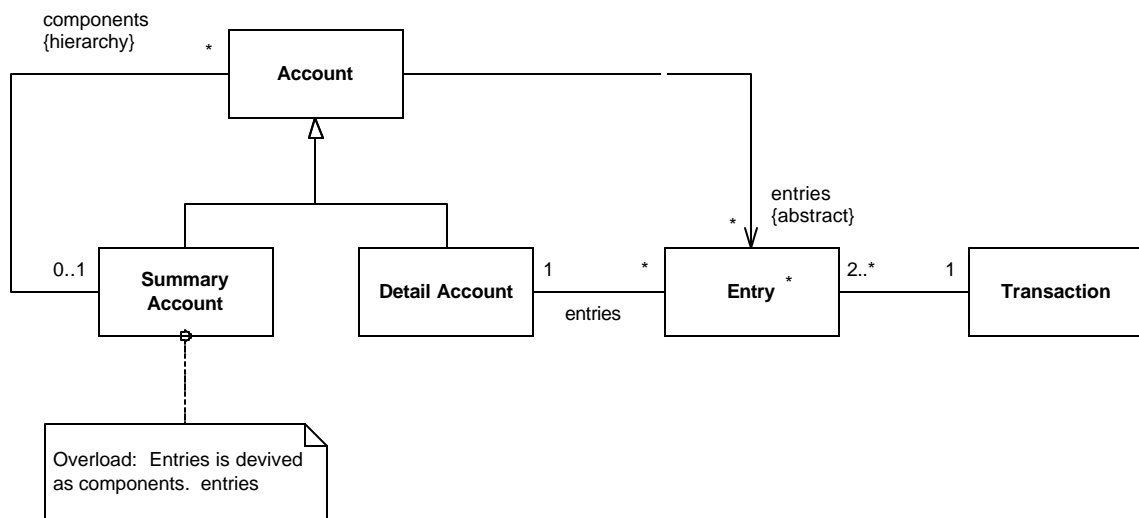 components
{hierarchy}
*
Account
entries
{abstract}
*
0..1
Summary
Account
Detail Account
1
*
entries
Entry
*
2..*
1
Transaction
Overload: Entries is devived
as components. entries